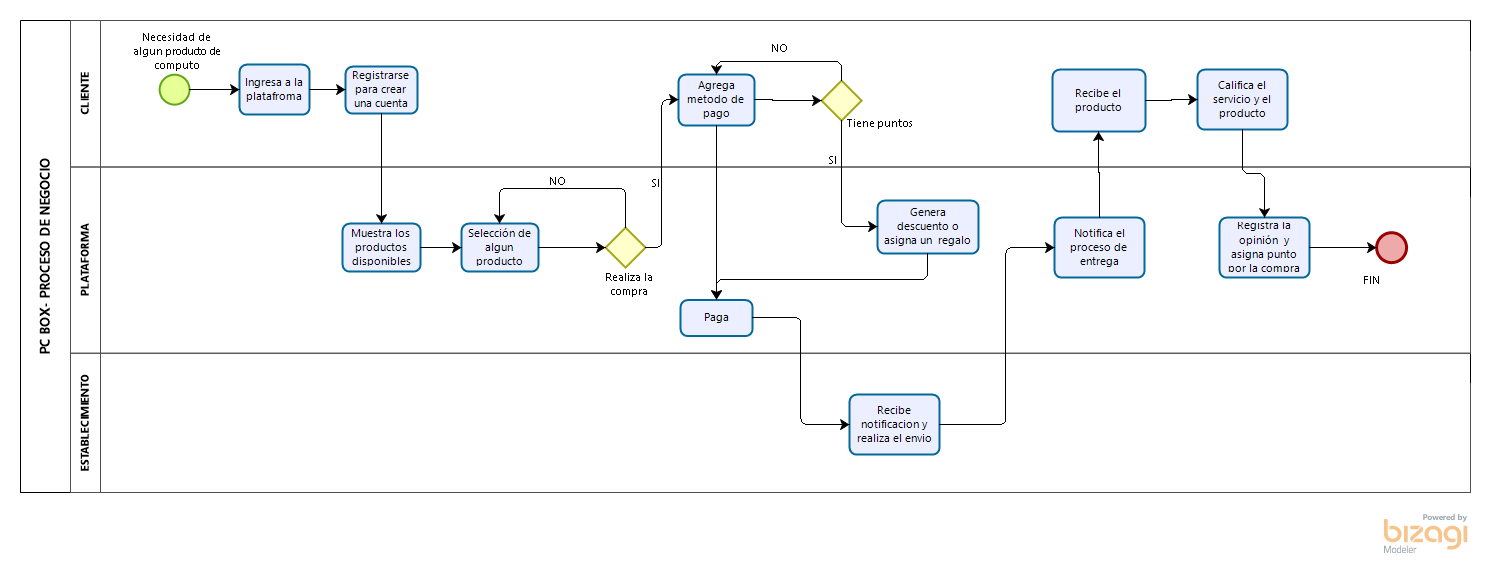 PC BOX- PROCESO DE NEGOCIO
CLIENTE
Necesidad de
algun producto de
computo
Ingresa a la
platafroma
Registrarse
para crear
una cuenta
NO
Agrega
metodo de
pago
Tiene puntos
SI
SI
Recibe el
producto
Califica el
servicio y el
producto
PLATAFORMA
Muestra los
productos
disponibles
NO
Selección de
algun
producto
Realiza la
compra
Genera
descuento o
asigna un regalo
Paga
Notifica el
proceso de
entrega
Registra la
opinión y
asigna punto
por la compra
FIN
ESTABLECIMIENTO
Recibe
notificacion y
realiza el envio
Powered by
bizagi
Modeler